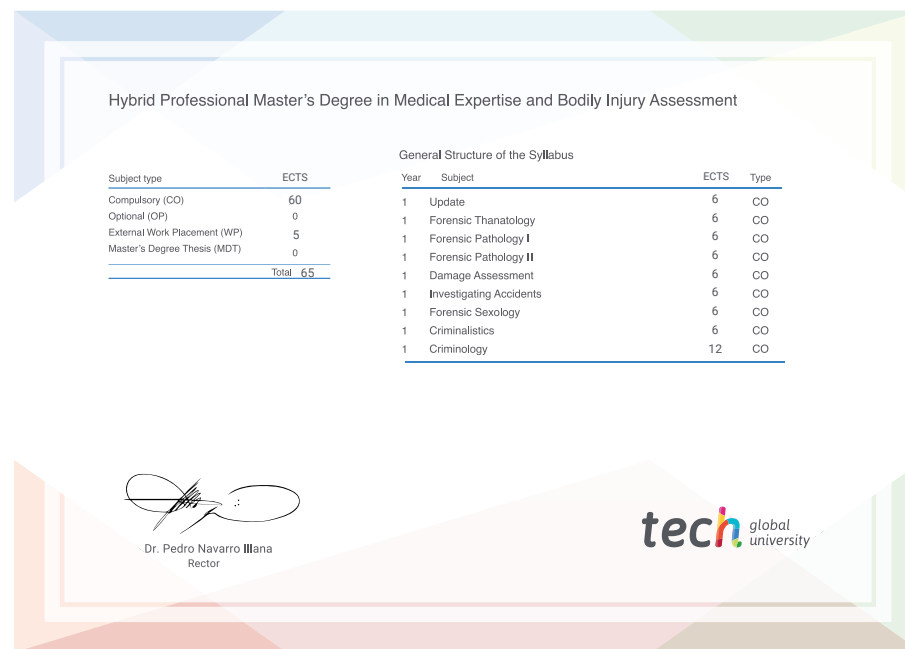 Hybrid Professional Master's Degree in Medical Expertise and Bodily Injury Assessment
Subject type ECTS
Compulsory (CO) 60
Optional (OP) 0
External Work Placement (WP) 5
Master's Degree Thesis (MDT) 0
Total 65
General Structure of the Syllabus
Year Subject ECTS Type
1 Update 6 CO
1 Forensic Thanatology 6 CO
1 Forensic Pathology I 6 CO
1 Forensic Pathology II 6 CO
1 Damage Assessment 6 CO
1 Investigating Accidents 6 CO
1 Forensic Sexology 6 CO
1 Criminalistics 6 CO
1 Criminology 12 CO
Dr. Pedro Navarro Illana
Rector
tech global
university